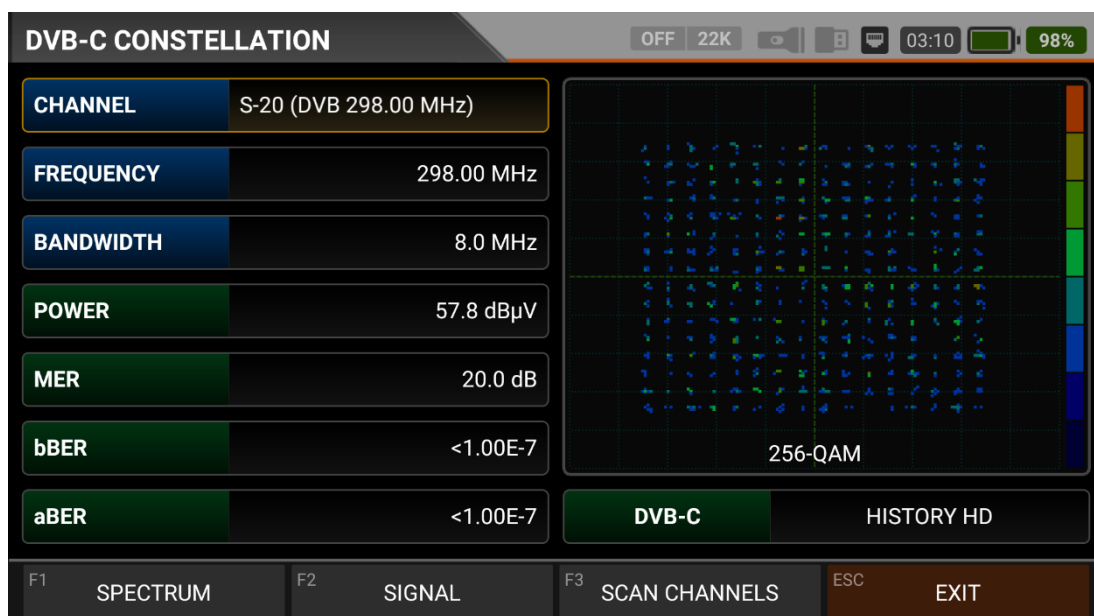 DVB-C CONSTELLATION
OFF 22K 03:10 98%
CHANNEL S-20 (DVB 298.00 MHz)
FREQUENCY 298.00 MHz
BANDWIDTH 8.0 MHz
POWER 57.8 dBµV
MER 20.0 dB
bBER <1.00E-7
aBER <1.00E-7
256-QAM
DVB-C HISTORY HD
F1 SPECTRUM F2 SIGNAL F3 SCAN CHANNELS ESC EXIT